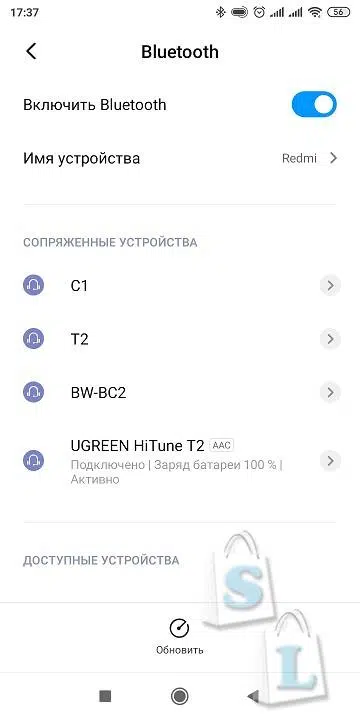 17:37
56
Bluetooth
Включить Bluetooth
Имя устройства
Redmi
СОПРЯЖЕННЫЕ УСТРОЙСТВА
C1
T2
BW-BC2
UGREEN HiTune T2 AAC
Подключено | Заряд батареи 100 % |
Активно
ДОСТУПНЫЕ УСТРОЙСТВА
S
L
Обновить